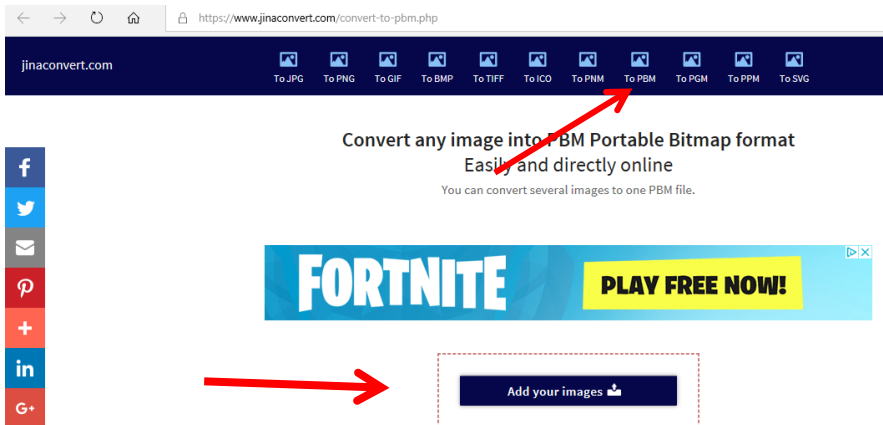 https://www.jinaconvert.com/convert-to-pbm.php
jinaconvert.com
To JPG To PNG To GIF To BMP To TIFF To ICO To PNM To PBM To PGM To PPM To SVG
Convert any image into PBM Portable Bitmap format
Easily and directly online
You can convert several images to one PBM file.
FORTNITE PLAY FREE NOW!
Add your images
f
p
in
G+